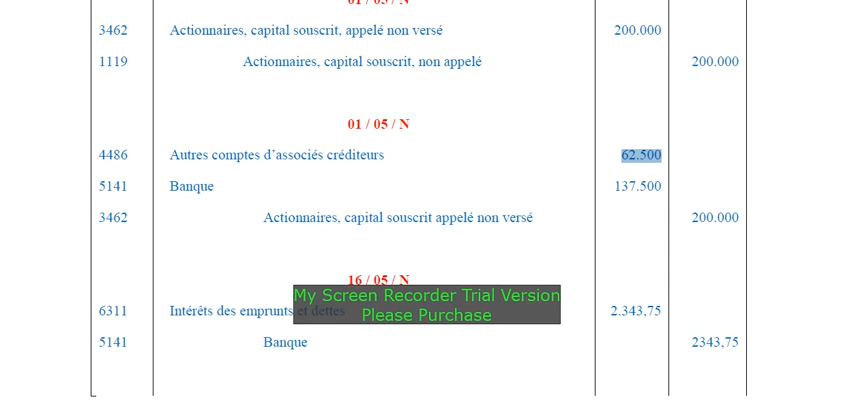 01 / 05 / N
3462 Actionnaires, capital souscrit, appelé non versé 200.000
1119 Actionnaires, capital souscrit, non appelé 200.000
01 / 05 / N
4486 Autres comptes d’associés créditeurs 62.500
5141 Banque 137.500
3462 Actionnaires, capital souscrit appelé non versé 200.000
16 / 05 / N
My Screen Recorder Trial Version
6311 Intérêts des emprunts et dettes 2.343,75
Please Purchase
5141 Banque 2343,75